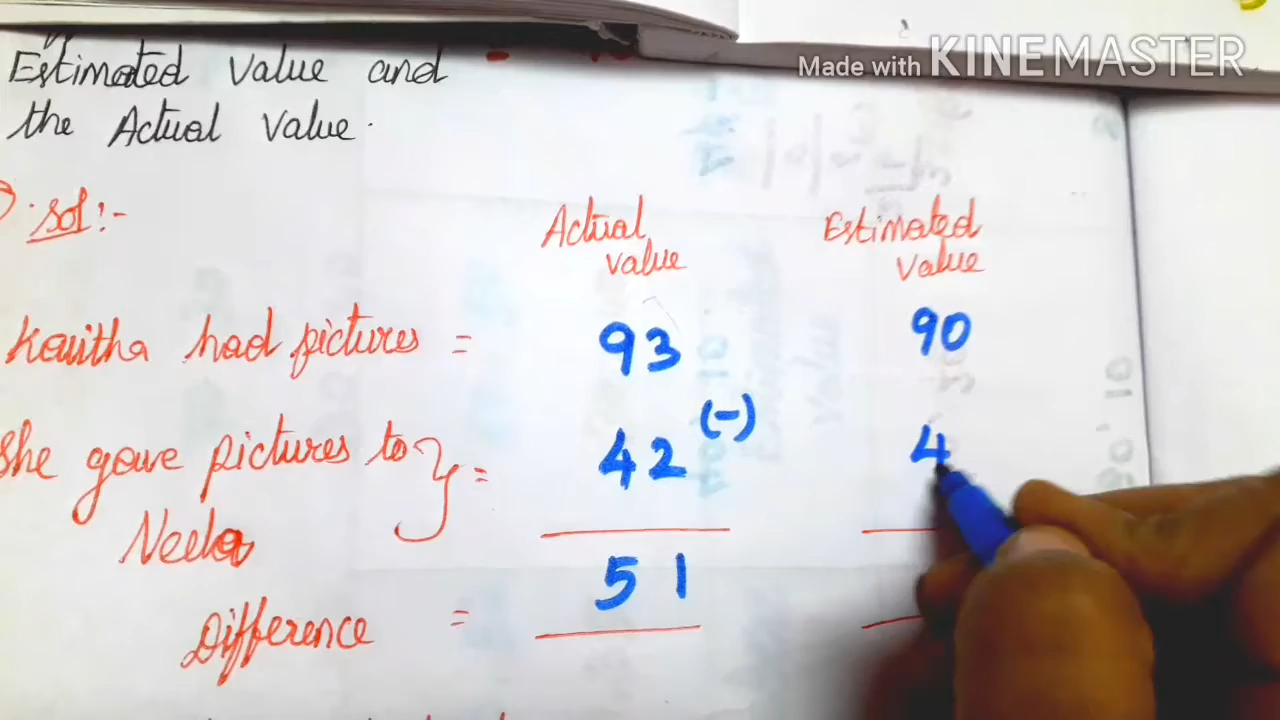 Made with KINEMASTER
Estimated Value and
the Actual Value.
Sol:-
Actual value
Estimated Value
Kavitha had pictures = 93 90
She gave pictures to Neela } = 42 (-) 4
Difference = 51